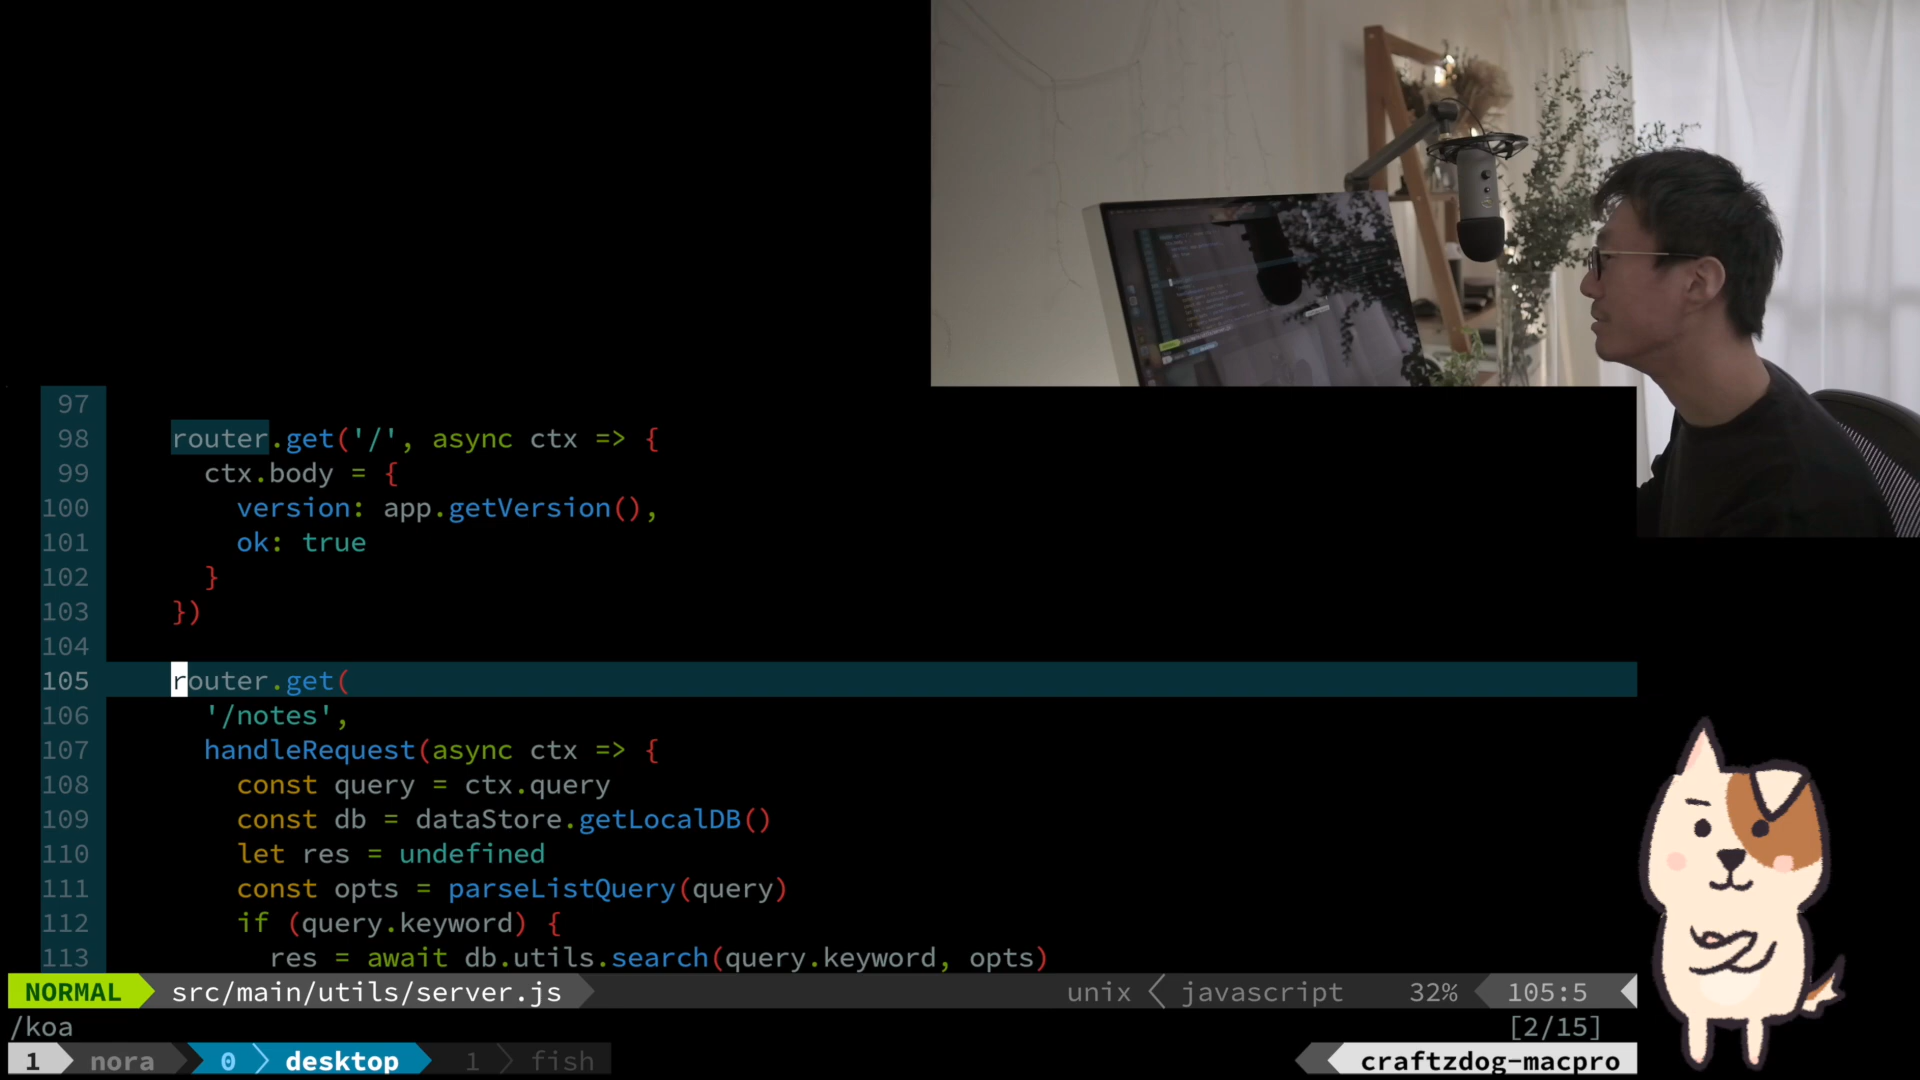 97
98 router.get('/', async ctx => {
99 ctx.body = {
100 version: app.getVersion(),
101 ok: true
102 }
103 })
104
105 router.get(
106 '/notes',
107 handleRequest(async ctx => {
108 const query = ctx.query
109 const db = dataStore.getLocalDB()
110 let res = undefined
111 const opts = parseListQuery(query)
112 if (query.keyword) {
113 res = await db.utils.search(query.keyword, opts)
NORMAL src/main/utils/server.js unix javascript 32% 105:5
/koa [2/15]
1 nora 0 desktop 1 fish craftzdog-macpro